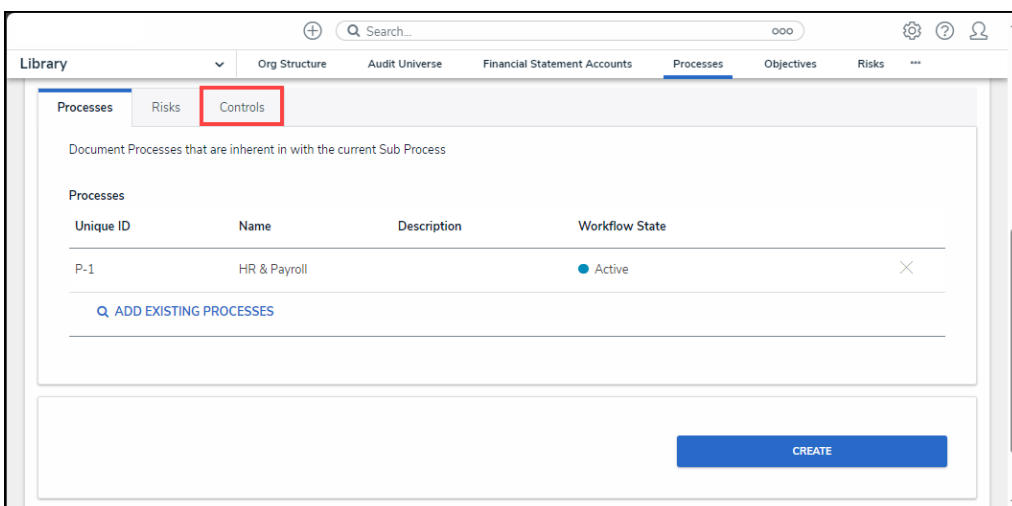 Search...
ooo
Library
Org Structure Audit Universe Financial Statement Accounts Processes Objectives Risks ...
Processes Risks Controls
Document Processes that are inherent in with the current Sub Process
Processes
Unique ID Name Description Workflow State
P-1 HR & Payroll Active
ADD EXISTING PROCESSES
CREATE